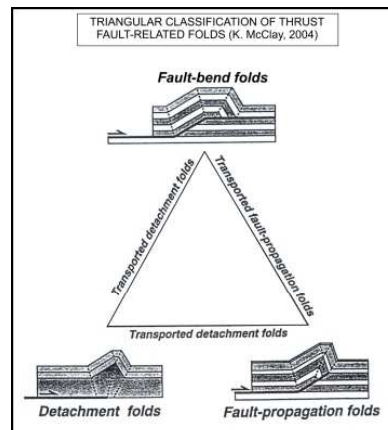 TRIANGULAR CLASSIFICATION OF THRUST
FAULT-RELATED FOLDS (K. McClay, 2004)
Fault-bend folds
Transported detachment folds
Transported fault-propagation folds
Transported detachment folds
Detachment folds
Fault-propagation folds